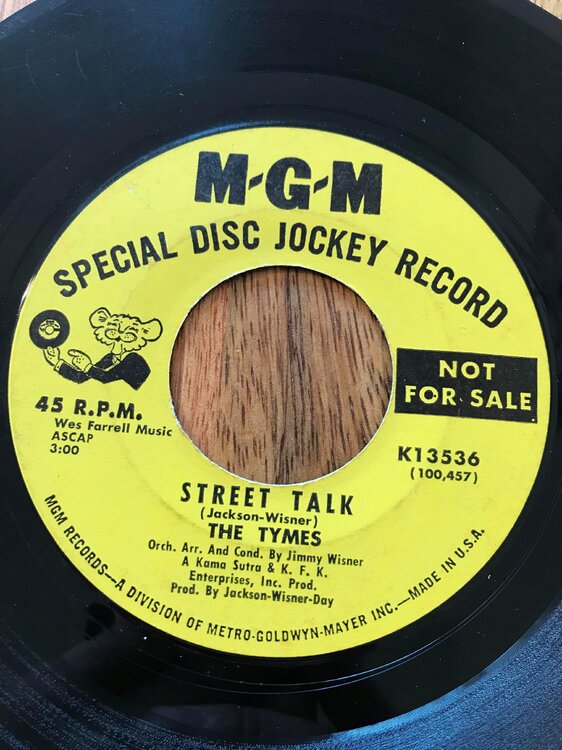 M-G-M
SPECIAL DISC JOCKEY RECORD
NOT
FOR SALE
45 R.P.M.
Wes Farrell Music
ASCAP
3:00
K13536
(100,457)
STREET TALK
(Jackson-Wisner)
THE TYMES
Orch. Arr. And Cond. By Jimmy Wisner
A Kama Sutra & K. F. K.
Enterprises, Inc. Prod.
Prod. By Jackson-Wisner-Day
MGM RECORDS—A DIVISION OF METRO-GOLDWYN-MAYER INC.—MADE IN U.S.A.